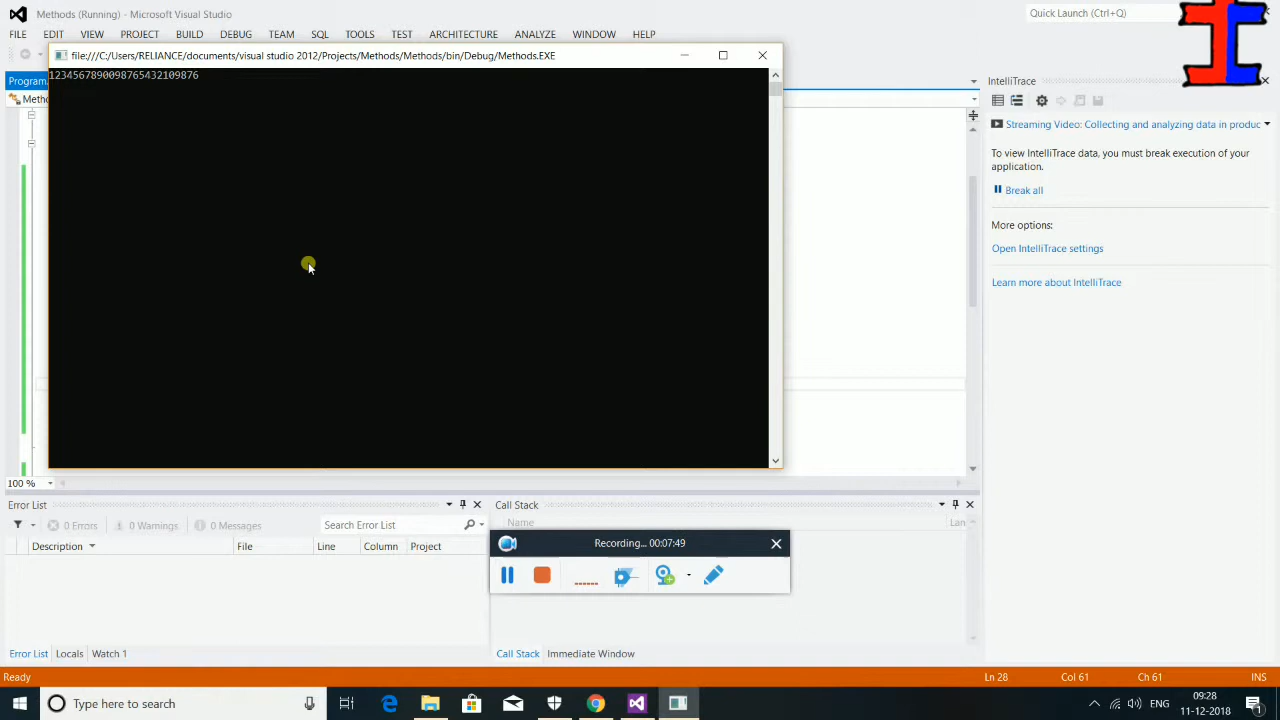 Methods (Running) - Microsoft Visual Studio
Quick Launch (Ctrl+Q)
FILE EDIT VIEW PROJECT BUILD DEBUG TEAM SQL TOOLS TEST ARCHITECTURE ANALYZE WINDOW HELP
file:///C:/Users/RELIANCE/documents/visual studio 2012/Projects/Methods/Methods/bin/Debug/Methods.EXE
1234567890098765432109876
Program.
Metho
IntelliTrace
Streaming Video: Collecting and analyzing data in produc
To view IntelliTrace data, you must break execution of your
application.
Break all
More options:
Open IntelliTrace settings
Learn more about IntelliTrace
100 %
Error List
0 Errors 0 Warnings 0 Messages
Search Error List
Description File Line Column Project
Call Stack
Name Lan
Recording... 00:07:49
Error List Locals Watch 1
Call Stack Immediate Window
Ready Ln 28 Col 61 Ch 61 INS
Type here to search
ENG
09:28
11-12-2018
1